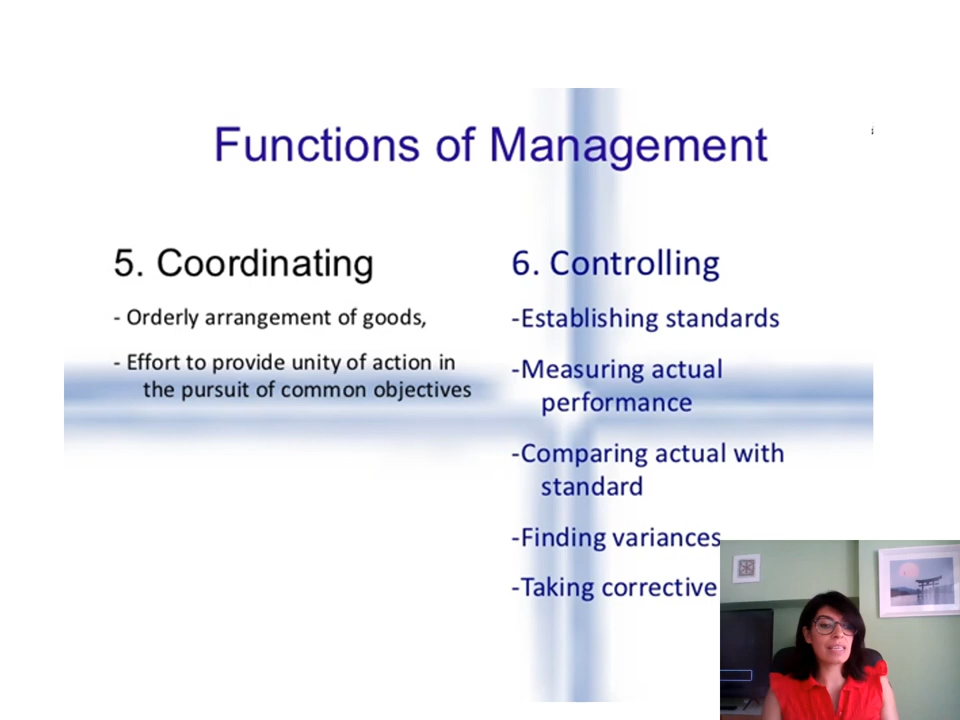 Functions of Management
5. Coordinating
- Orderly arrangement of goods,
- Effort to provide unity of action in
the pursuit of common objectives
6. Controlling
-Establishing standards
-Measuring actual
performance
-Comparing actual with
standard
-Finding variances
-Taking corrective